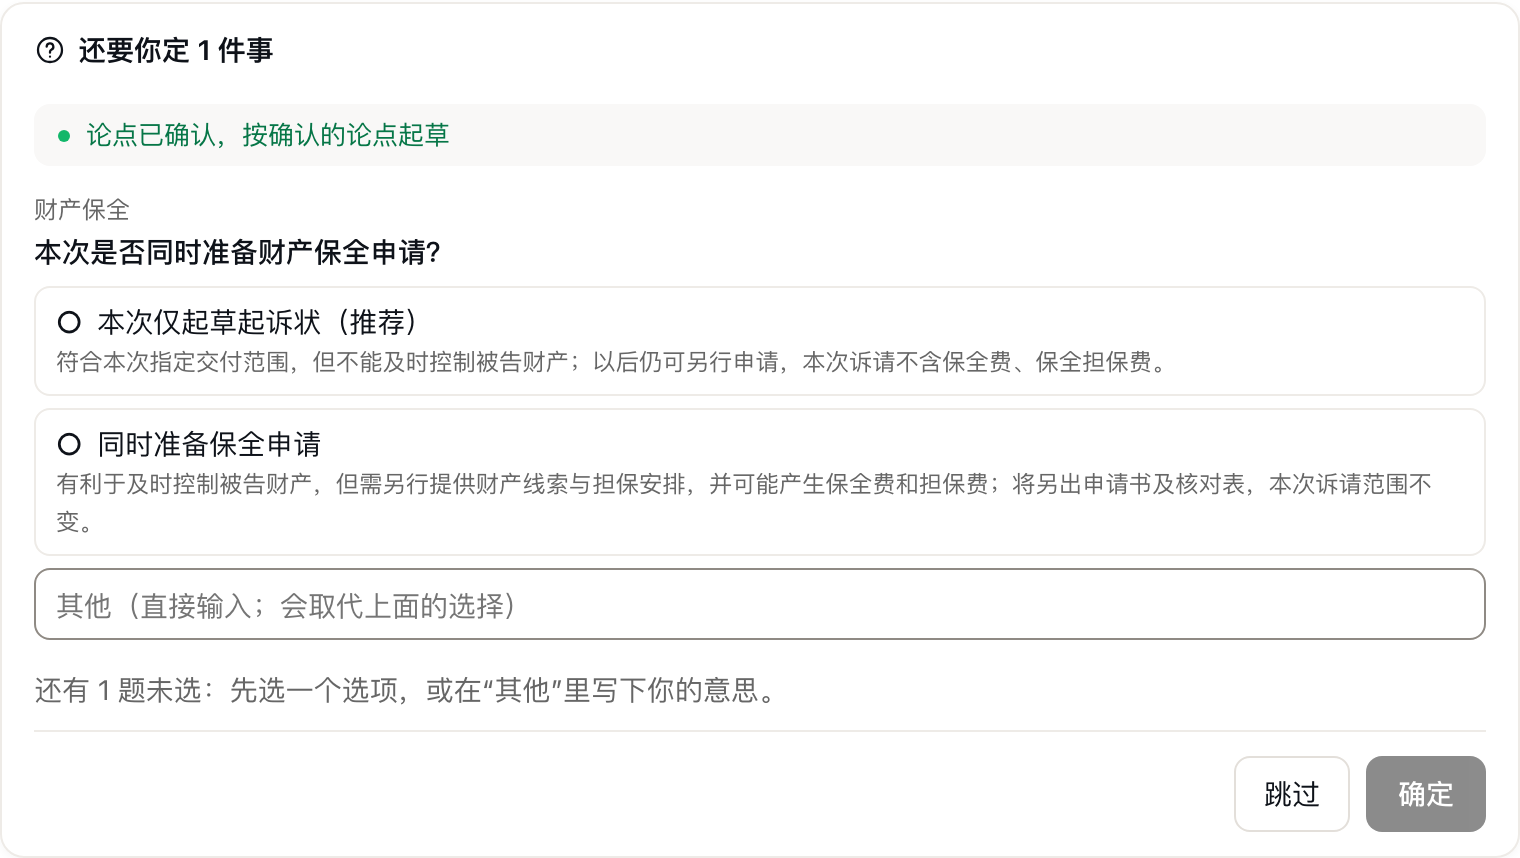 还要你定 1 件事
论点已确认，按确认的论点起草
财产保全
本次是否同时准备财产保全申请？
本次仅起草起诉状（推荐）
符合本次指定交付范围，但不能及时控制被告财产；以后仍可另行申请，本次诉请不含保全费、保全担保费。
同时准备保全申请
有利于及时控制被告财产，但需另行提供财产线索与担保安排，并可能产生保全费和担保费；将另出申请书及核对表，本次诉请范围不
变。
其他（直接输入；会取代上面的选择）
还有 1 题未选：先选一个选项，或在“其他”里写下你的意思。
跳过
确定